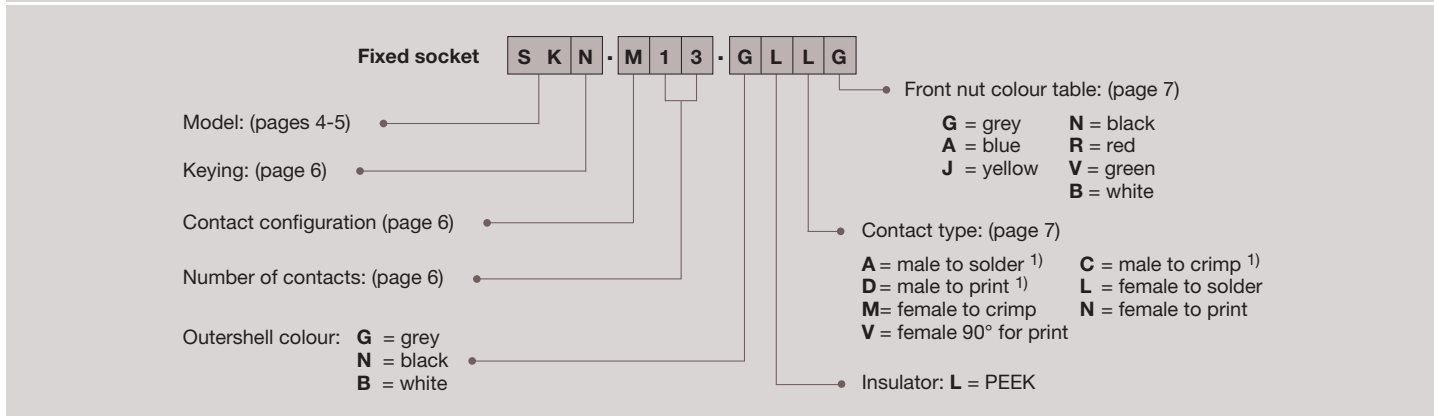 Fixed socket S K N · M 1 3 · G L L G
Model: (pages 4-5)
Keying: (page 6)
Contact configuration (page 6)
Number of contacts: (page 6)
Outershell colour: G = grey
N = black
B = white
Front nut colour table: (page 7)
G = grey N = black
A = blue R = red
J = yellow V = green
B = white
Contact type: (page 7)
A = male to solder 1) C = male to crimp 1)
D = male to print 1) L = female to solder
M= female to crimp N = female to print
V = female 90° for print
Insulator: L = PEEK